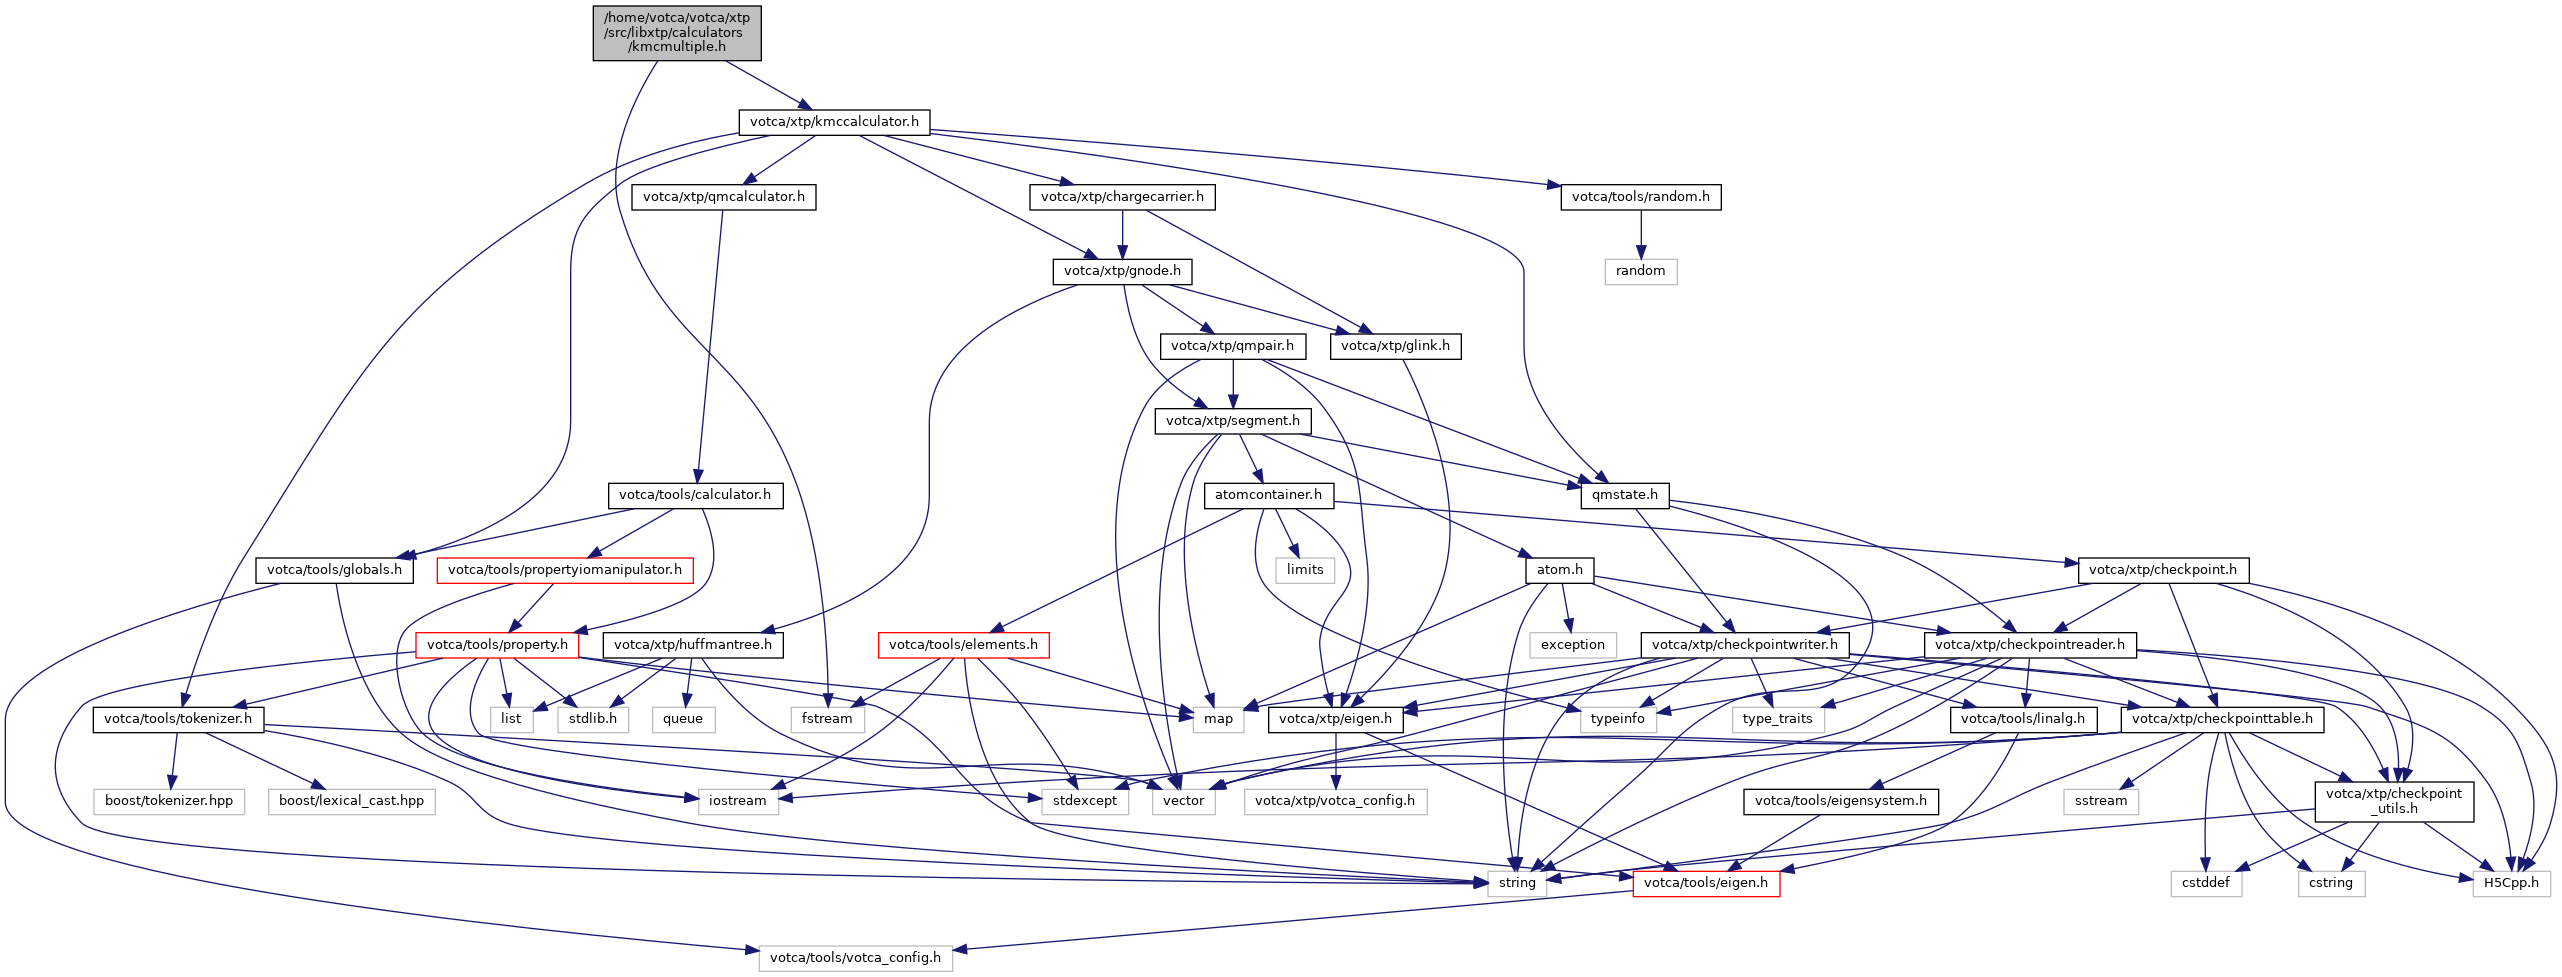 /home/votca/votca/xtp
/src/libxtp/calculators
/kmcmultiple.h
votca/xtp/kmccalculator.h
votca/xtp/qmcalculator.h
votca/xtp/chargecarrier.h
votca/tools/random.h
votca/xtp/gnode.h
random
votca/xtp/qmpair.h
votca/xtp/glink.h
votca/xtp/segment.h
votca/tools/calculator.h
atomcontainer.h
qmstate.h
votca/tools/globals.h
votca/tools/propertyiomanipulator.h
limits
atom.h
votca/xtp/checkpoint.h
votca/tools/property.h
votca/xtp/huffmantree.h
votca/tools/elements.h
exception
votca/xtp/checkpointwriter.h
votca/xtp/checkpointreader.h
votca/tools/tokenizer.h
list
stdlib.h
queue
fstream
map
votca/xtp/eigen.h
typeinfo
type_traits
votca/tools/linalg.h
votca/xtp/checkpointtable.h
boost/tokenizer.hpp
boost/lexical_cast.hpp
iostream
stdexcept
vector
votca/xtp/votca_config.h
votca/tools/eigensystem.h
sstream
votca/xtp/checkpoint
_utils.h
string
votca/tools/eigen.h
cstddef
cstring
H5Cpp.h
votca/tools/votca_config.h